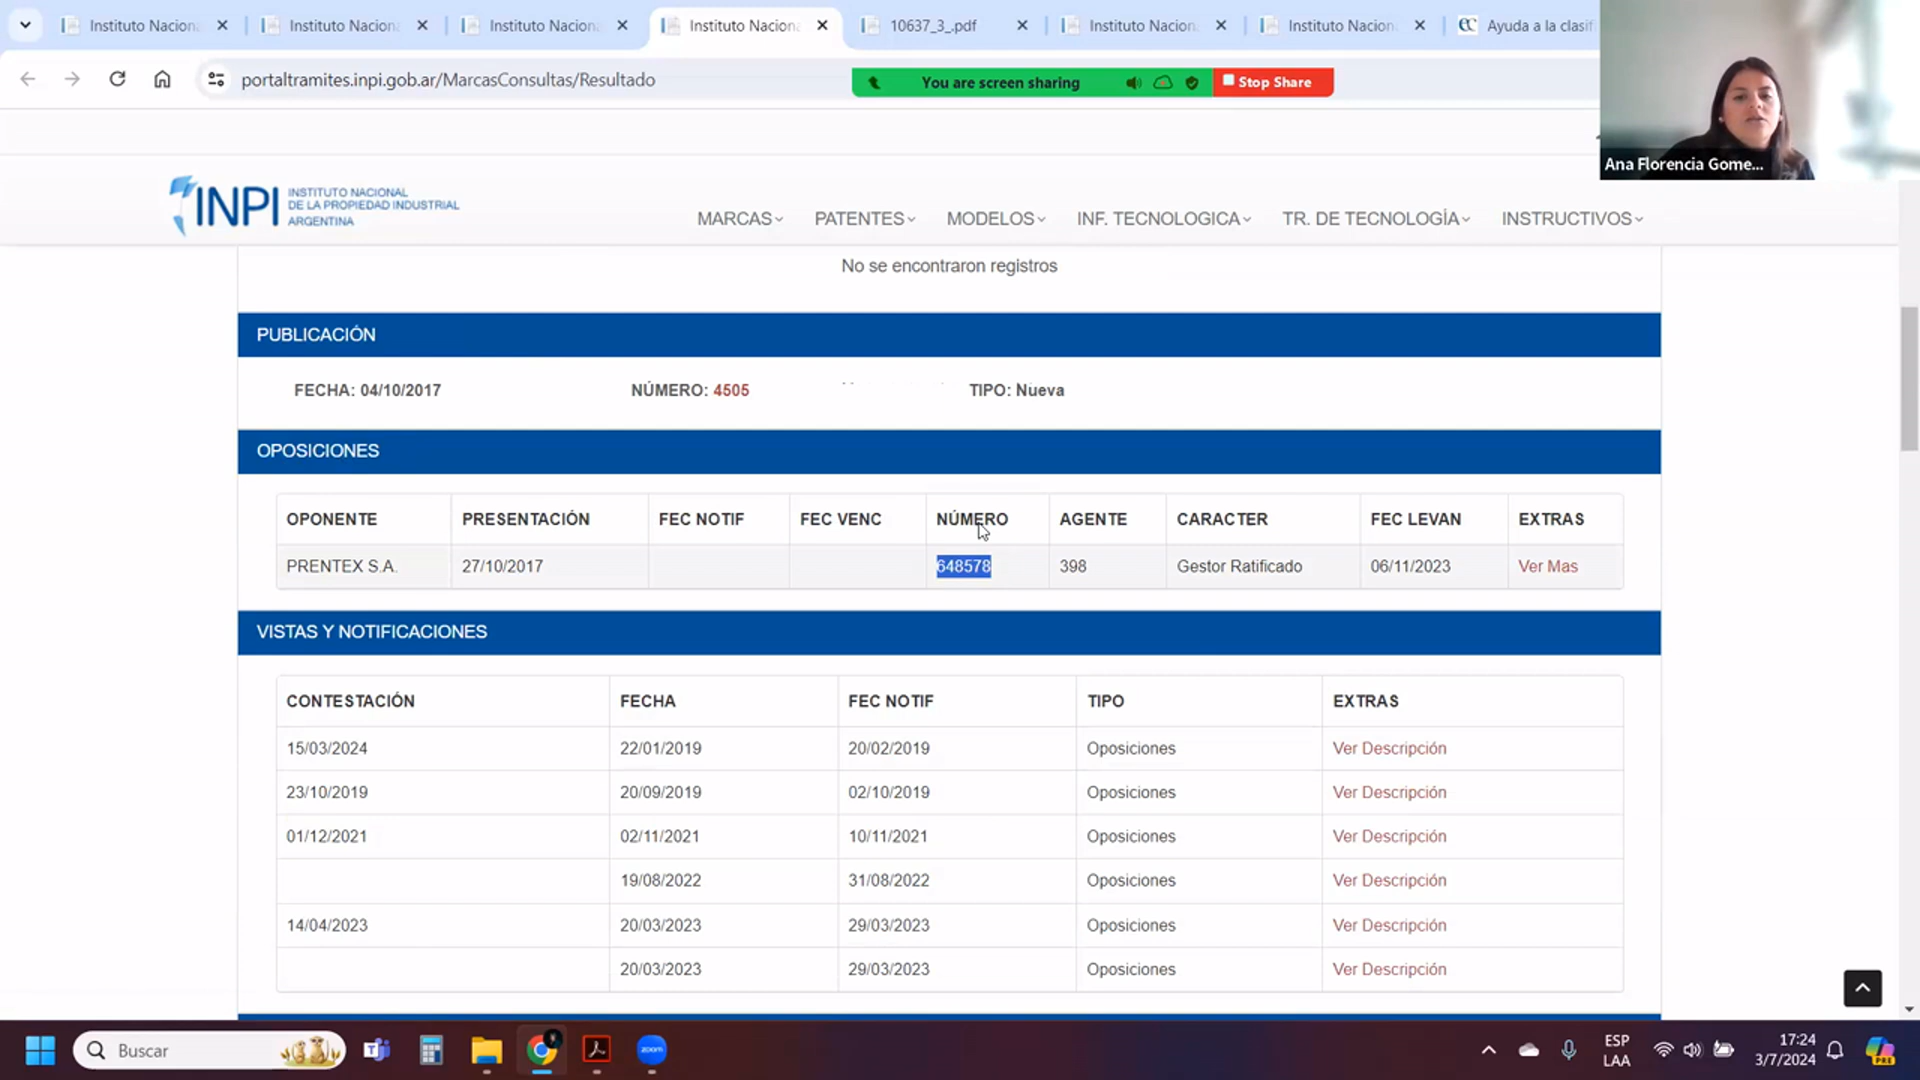 Instituto Naciona
Instituto Naciona
Instituto Naciona
Instituto Naciona
10637_3_.pdf
Instituto Nacion
Instituto Nacion
Ayuda a la clasifi
portaltramites.inpi.gob.ar/MarcasConsultas/Resultado
You are screen sharing
Stop Share
Ana Florencia Gome...
INPI
INSTITUTO NACIONAL
DE LA PROPIEDAD INDUSTRIAL
ARGENTINA
MARCAS
PATENTES
MODELOS
INF. TECNOLOGICA
TR. DE TECNOLOGÍA
INSTRUCTIVOS
No se encontraron registros
PUBLICACIÓN
FECHA: 04/10/2017 NÚMERO: 4505 TIPO: Nueva
OPOSICIONES
OPONENTE PRESENTACIÓN FEC NOTIF FEC VENC NÚMERO AGENTE CARACTER FEC LEVAN EXTRAS
PRENTEX S.A. 27/10/2017 648578 398 Gestor Ratificado 06/11/2023 Ver Mas
VISTAS Y NOTIFICACIONES
CONTESTACIÓN FECHA FEC NOTIF TIPO EXTRAS
15/03/2024 22/01/2019 20/02/2019 Oposiciones Ver Descripción
23/10/2019 20/09/2019 02/10/2019 Oposiciones Ver Descripción
01/12/2021 02/11/2021 10/11/2021 Oposiciones Ver Descripción
19/08/2022 31/08/2022 Oposiciones Ver Descripción
14/04/2023 20/03/2023 29/03/2023 Oposiciones Ver Descripción
20/03/2023 29/03/2023 Oposiciones Ver Descripción
Buscar
zoom
ESP
LAA
17:24
3/7/2024
PRE